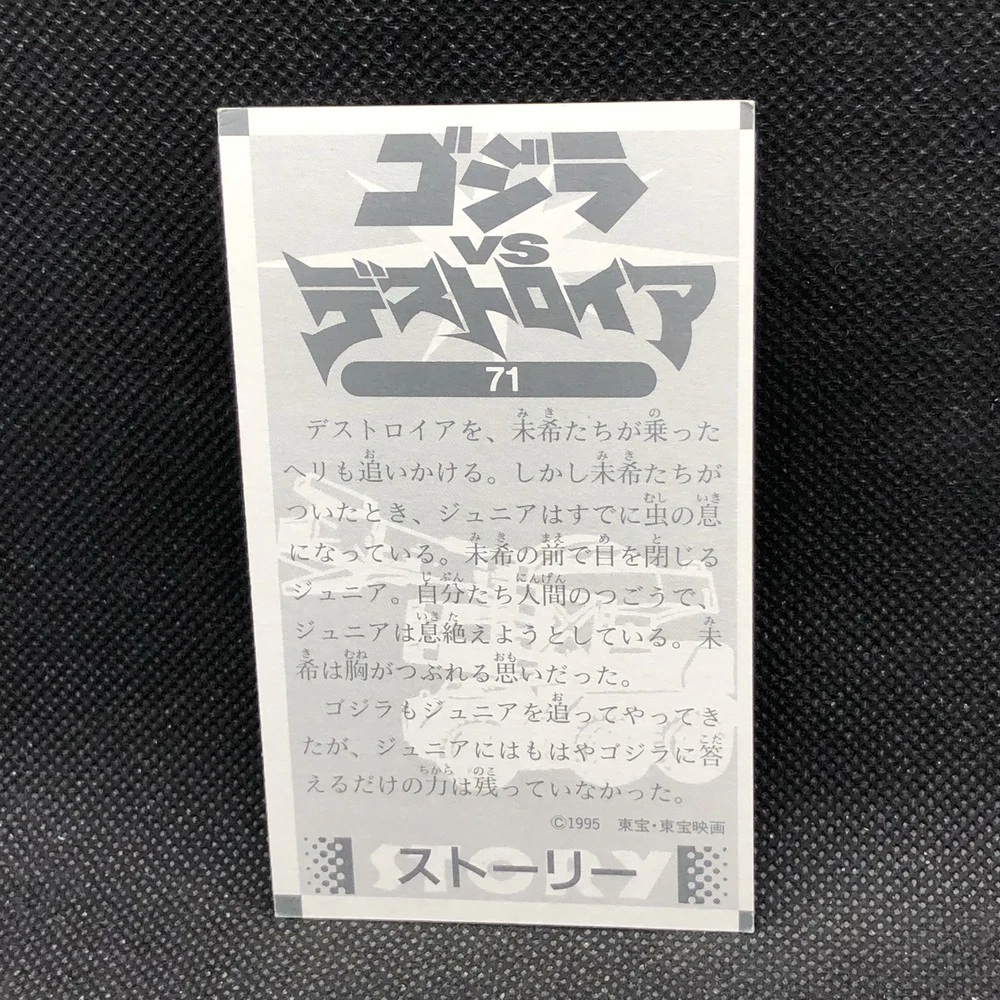 ゴジラ
VS
デストロイア
71
デストロイアを、未希たちが乗った
ヘリも追いかける。しかし未希たちが
ついたとき、ジュニアはすでに虫の息
になっている。未希の前で目を閉じる
ジュニア。自分たち人間のつごうで、
ジュニアは息絶えようとしている。未
希は胸がつぶれる思いだった。
ゴジラもジュニアを追ってやってき
たが、ジュニアにはもはやゴジラに答
えるだけの力は残っていなかった。
©1995 東宝・東宝映画
STORY
ストーリー